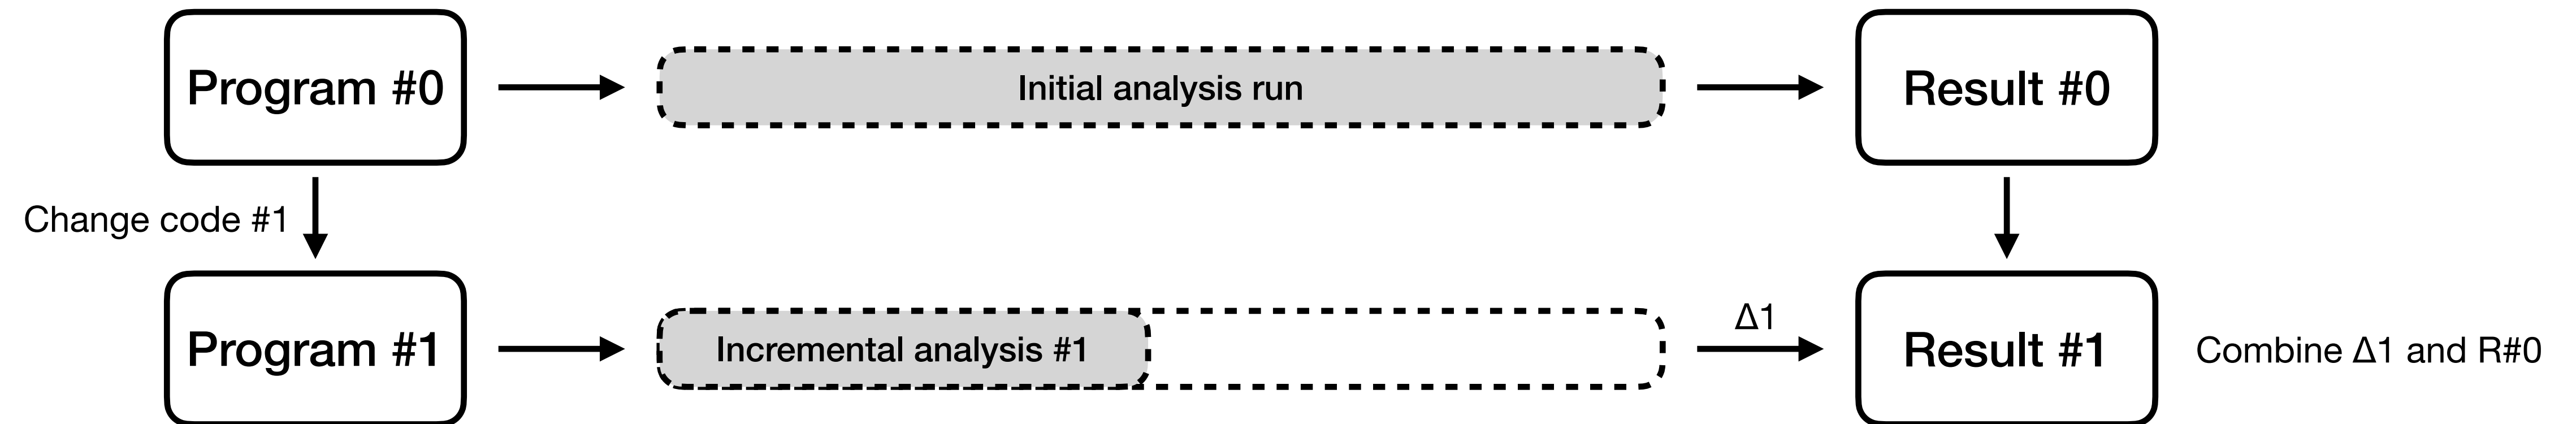 Program #0
Initial analysis run
Result #0
Change code #1
Program #1
Incremental analysis #1
Δ1
Result #1
Combine Δ1 and R#0